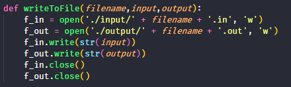 def writeToFile(filename,input,output):
    f_in = open('./input/' + filename + '.in', 'w')
    f_out = open('./output/' + filename + '.out', 'w')
    f_in.write(str(input))
    f_out.write(str(output))
    f_in.close()
    f_out.close()